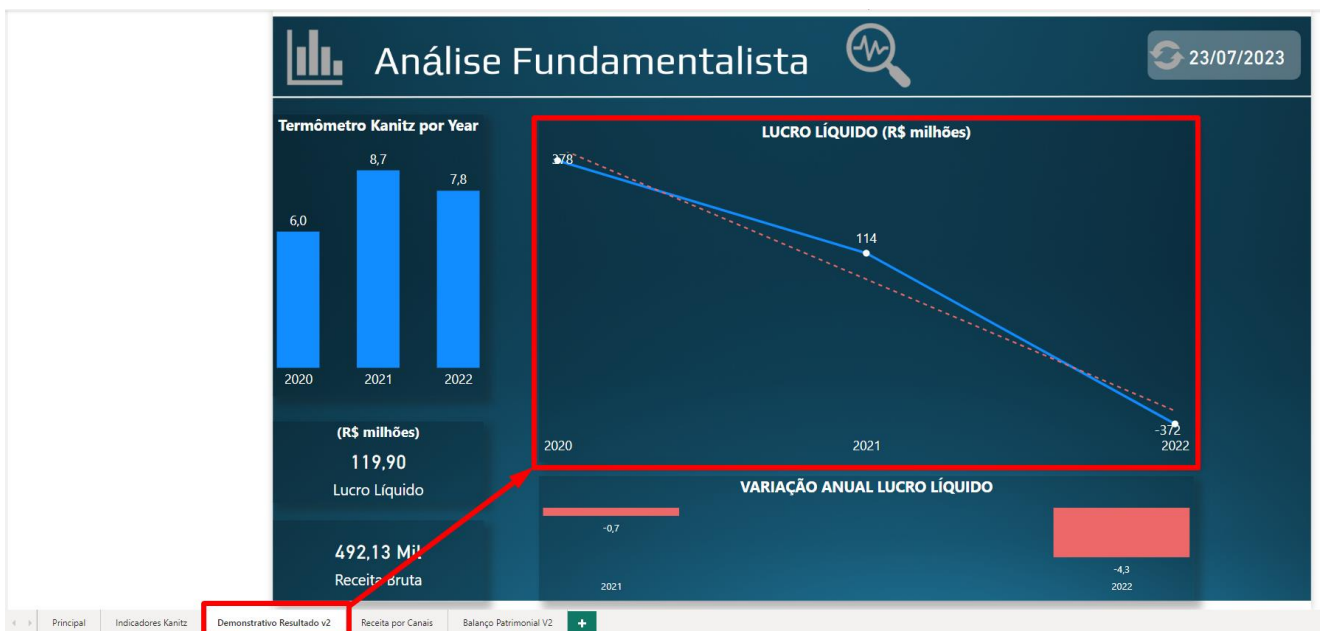 Análise Fundamentalista
23/07/2023
Termômetro Kanitz por Year
8,7
7,8
6,0
2020 2021 2022
LUCRO LÍQUIDO (R$ milhões)
378
114
-372
2020 2021 2022
(R$ milhões)
119,90
Lucro Líquido
492,13 Mil
Receita Bruta
VARIAÇÃO ANUAL LUCRO LÍQUIDO
-0,7
-4,3
2021 2022
Principal Indicadores Kanitz Demonstrativo Resultado v2 Receita por Canais Balanço Patrimonial V2 +